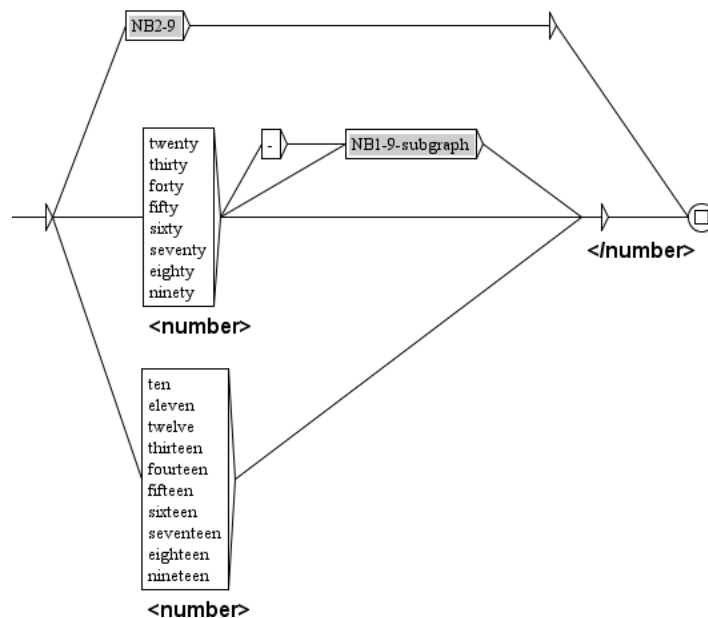 NB2-9
twenty
thirty
forty
fifty
sixty
seventy
eighty
ninety
<number>
-
NB1-9-subgraph
</number>
ten
eleven
twelve
thirteen
fourteen
fifteen
sixteen
seventeen
eighteen
nineteen
<number>